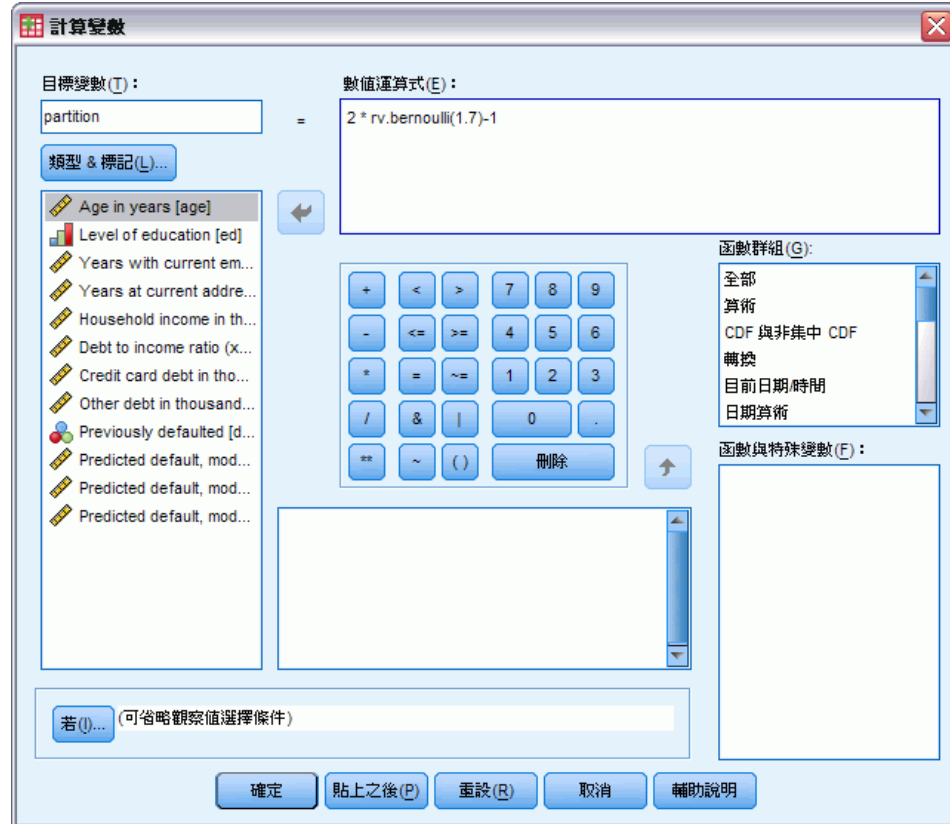 計算變數
目標變數(T)：
partition
=
數值運算式(E)：
2 * rv.bernoulli(1.7)-1
類型 & 標記(L)...
Age in years [age]
Level of education [ed]
Years with current em...
Years at current addre...
Household income in th...
Debt to income ratio (x...
Credit card debt in tho...
Other debt in thousand...
Previously defaulted [d...
Predicted default, mod...
Predicted default, mod...
Predicted default, mod...
+ < > 7 8 9
- <= >= 4 5 6
* = ~= 1 2 3
/ & | 0 .
** ~ ( ) 刪除
函數群組(G):
全部
算術
CDF 與非集中 CDF
轉換
目前日期/時間
日期算術
函數與特殊變數(F)：
若(I)... (可省略觀察值選擇條件)
確定 貼上之後(P) 重設(R) 取消 輔助說明